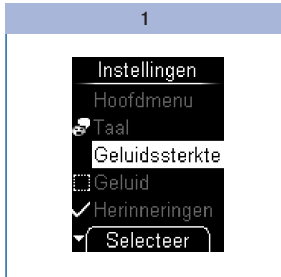 1
Instellingen
Hoofdmenu
Taal
Geluidssterkte
Geluid
Herinneringen
Selecteer